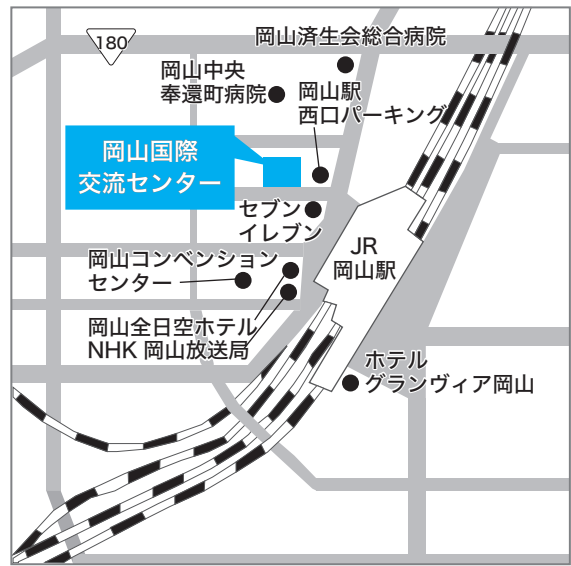 180
岡山済生会総合病院
岡山中央
奉還町病院
岡山駅
西口パーキング
岡山国際
交流センター
セブン
イレブン
JR
岡山駅
岡山コンベンション
センター
岡山全日空ホテル
NHK 岡山放送局
ホテル
グランヴィア岡山